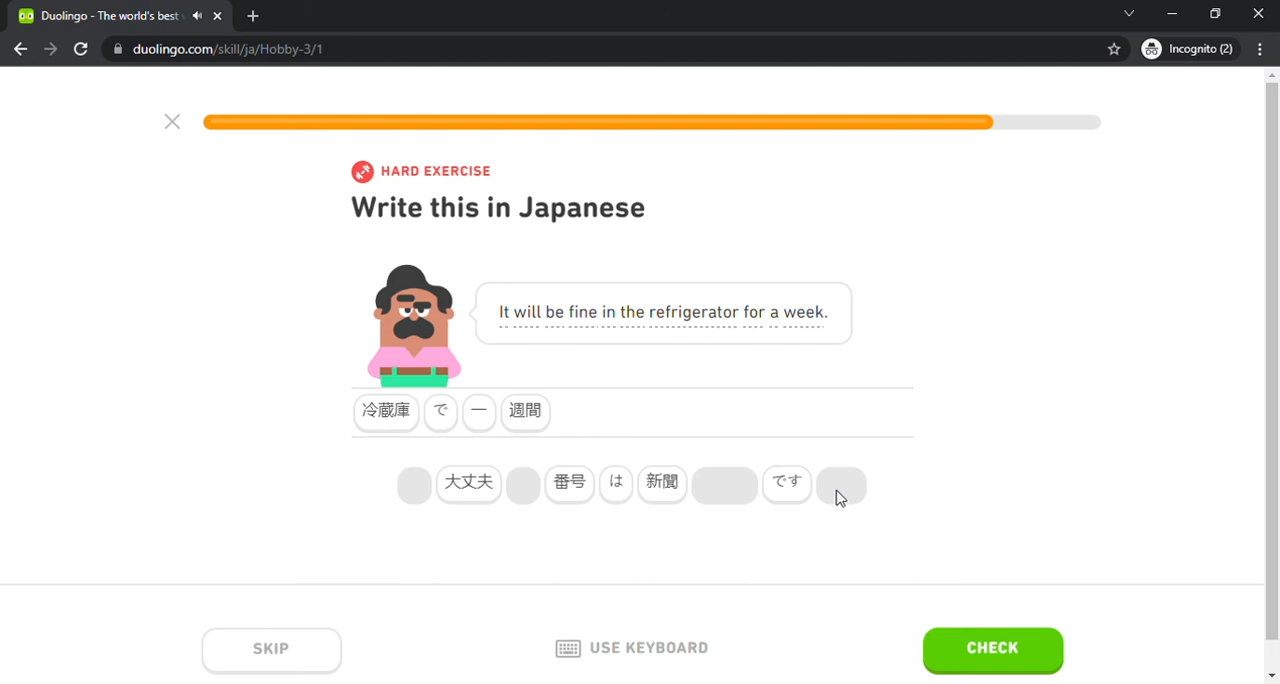 Duolingo - The world's best
duolingo.com/skill/ja/Hobby-3/1
Incognito (2)
HARD EXERCISE
Write this in Japanese
It will be fine in the refrigerator for a week.
冷蔵庫 で 一 週間
大丈夫 番号 は 新聞 です
SKIP
USE KEYBOARD
CHECK